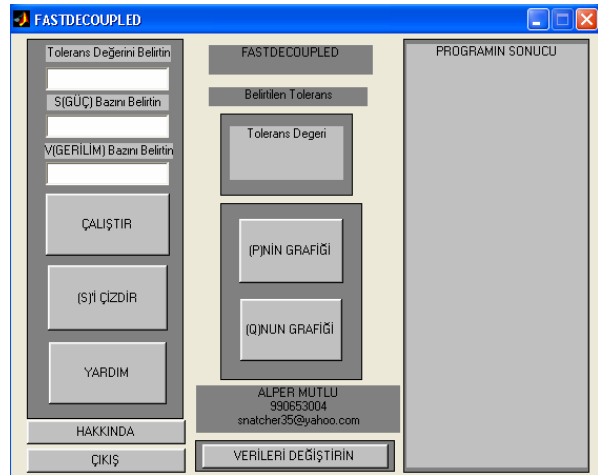 FASTDECOUPLED
Tolerans Değerini Belirtin
S(GÜÇ) Bazını Belirtin
V(GERİLİM) Bazını Belirtin
ÇALIŞTIR
(S)'İ ÇİZDİR
YARDIM
HAKKINDA
ÇIKIŞ
FASTDECOUPLED
Belirtilen Tolerans
Tolerans Degeri
(P)NİN GRAFİĞİ
(Q)NUN GRAFİĞİ
ALPER MUTLU
990653004
snatcher35@yahoo.com
VERİLERİ DEĞİŞTİRİN
PROGRAMIN SONUCU